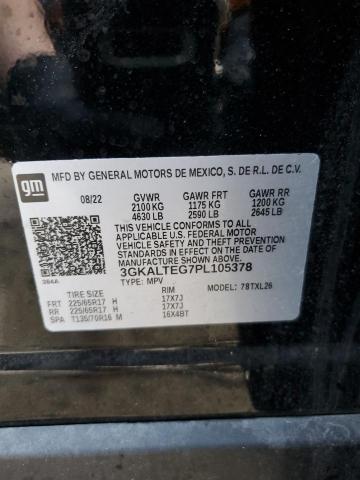 gm
MFD BY GENERAL MOTORS DE MEXICO, S. DE R.L. DE C.V.
08/22 GVWR GAWR FRT GAWR RR
2100 KG 1175 KG 1200 KG
4630 LB 2590 LB 2645 LB
THIS VEHICLE CONFORMS TO ALL APPLICABLE
U.S. FEDERAL MOTOR VEHICLE SAFETY
AND THEFT PREVENTION STANDARDS IN EFFECT ON
THE DATE OF MANUFACTURE SHOWN ABOVE.
3GKALTEG7PL105378
TYPE: MPV MODEL: 78TXL26
TIRE SIZE RIM
FRT 225/65R17 H 17X7J
RR 225/65R17 H 17X7J
SPA T135/70R16 M 16X4BT